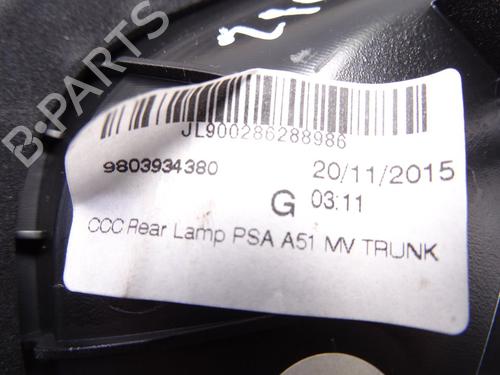 B-PARTS
JL900286288986
9803934380 20/11/2015
G 03:11
CCC Rear Lamp PSA A51 MV TRUNK